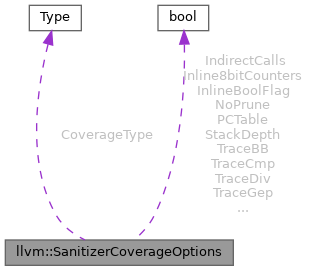 Type
bool
IndirectCalls
Inline8bitCounters
InlineBoolFlag
NoPrune
PCTable
StackDepth
TraceBB
TraceCmp
TraceDiv
TraceGep
...
CoverageType
llvm::SanitizerCoverageOptions